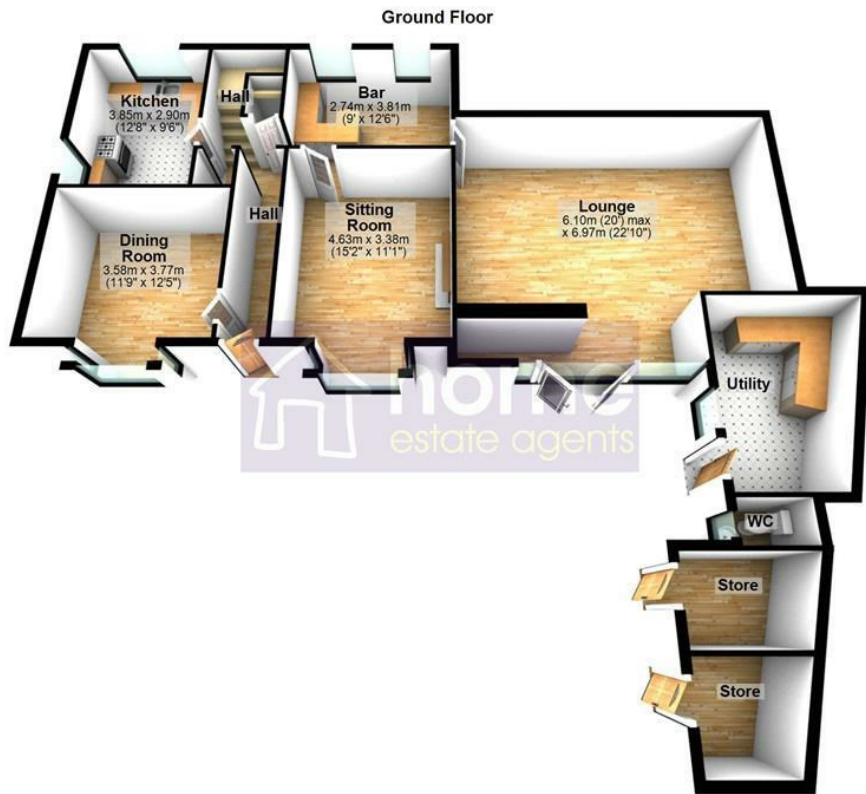 Ground Floor
Kitchen
3.85m x 2.90m
(12'8" x 9'6")
Hall
Bar
2.74m x 3.81m
(9' x 12'6")
Hall
Dining
Room
3.58m x 3.77m
(11'9" x 12'5")
Sitting
Room
4.63m x 3.38m
(15'2" x 11'1")
Lounge
6.10m (20') max
x 6.97m (22'10")
Utility
home
estate agents
WC
Store
Store